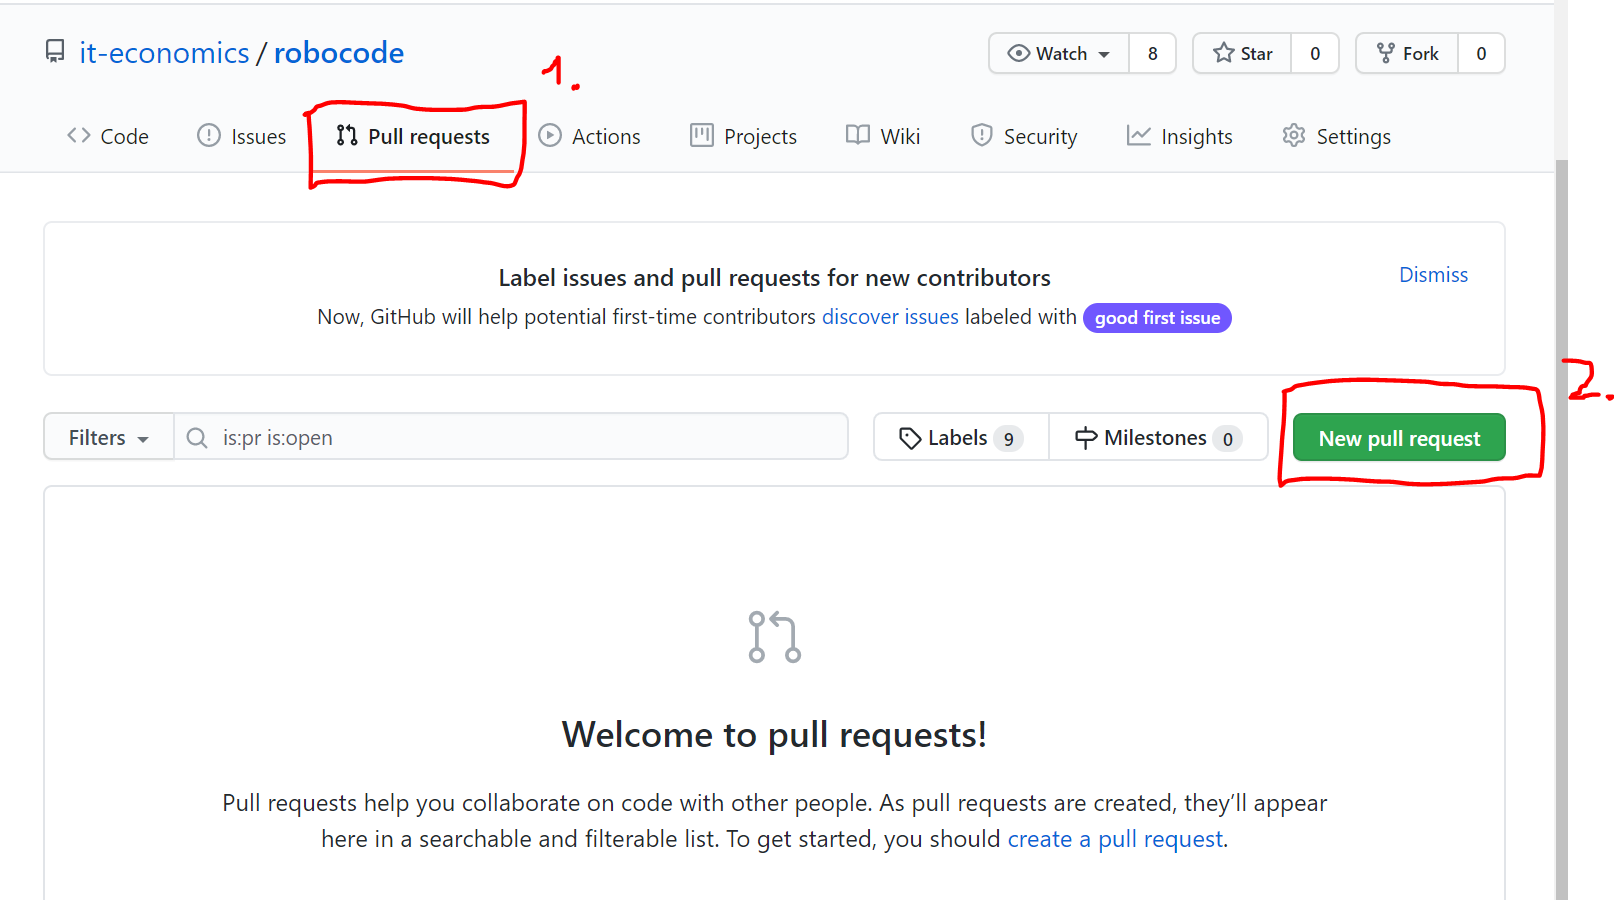 it-economics / robocode
Watch 8 Star 0 Fork 0
1.
Code Issues Pull requests Actions Projects Wiki Security Insights Settings
Label issues and pull requests for new contributors
Dismiss
Now, GitHub will help potential first-time contributors discover issues labeled with good first issue
2.
Filters is:pr is:open Labels 9 Milestones 0 New pull request
Welcome to pull requests!
Pull requests help you collaborate on code with other people. As pull requests are created, they’ll appear
here in a searchable and filterable list. To get started, you should create a pull request.